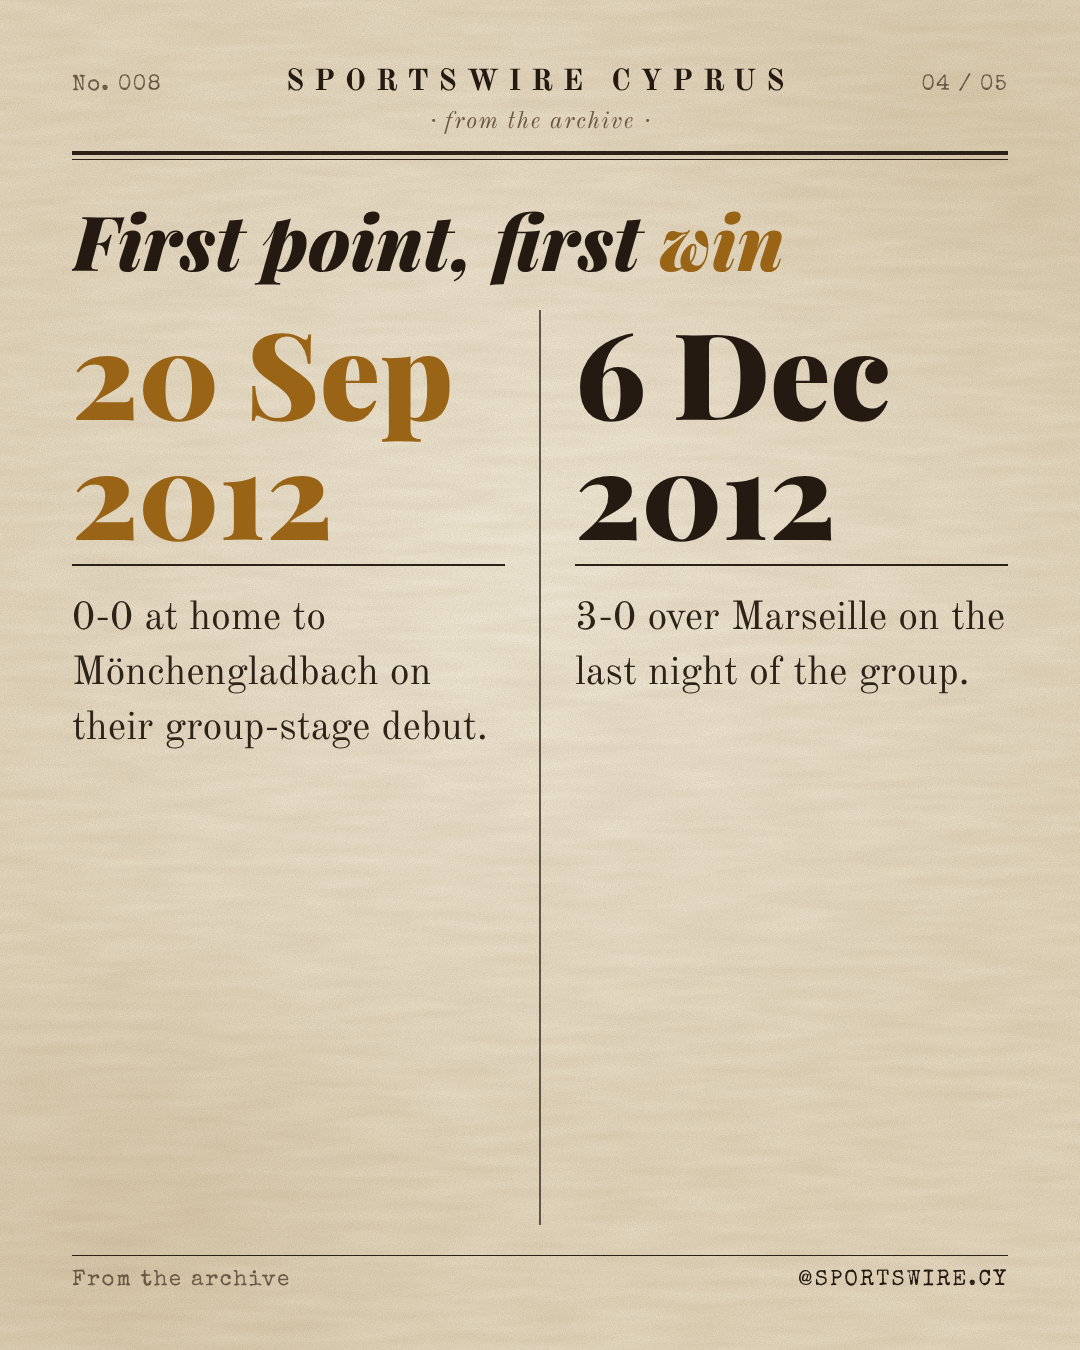 No. 008
SPORTSWIRE CYPRUS
04 / 05
· from the archive ·
First point, first win
20 Sep
2012
0-0 at home to
Mönchengladbach on
their group-stage debut.
6 Dec
2012
3-0 over Marseille on the
last night of the group.
From the archive
@SPORTSWIRE.CY